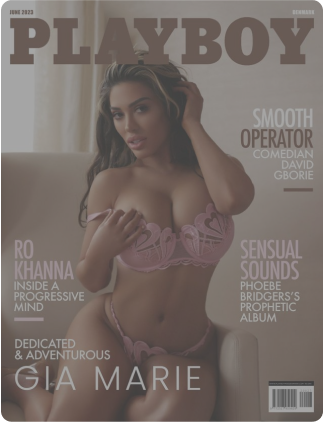 JUNE 2023
PLAYBOY
SMOOTH
OPERATOR
COMEDIAN
DAVID
GBORIE
RO
KHANNA
INSIDE A
PROGRESSIVE
MIND
SENSUAL
SOUNDS
PHOEBE
BRIDGERS'S
PROPHETIC
ALBUM
DEDICATED
& ADVENTUROUS
GIA MARIE